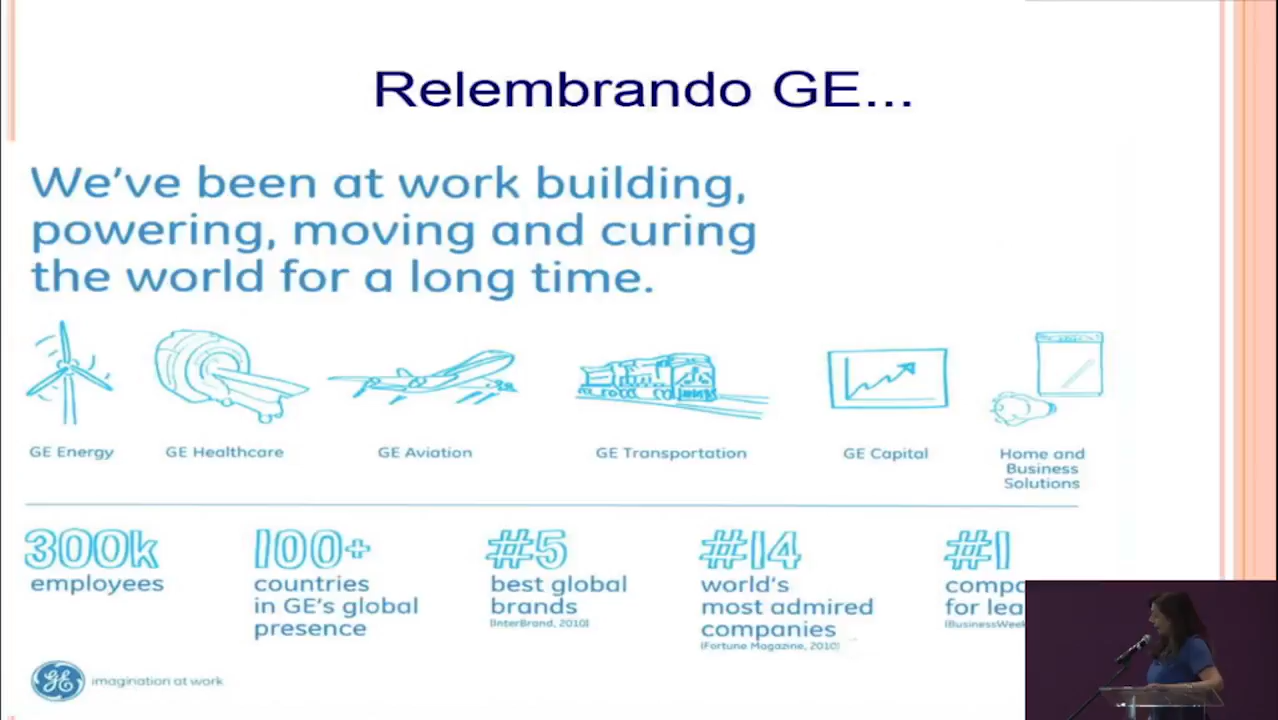 Relembrando GE...
We've been at work building,
powering, moving and curing
the world for a long time.
GE Energy
GE Healthcare
GE Aviation
GE Transportation
GE Capital
Home and
Business
Solutions
300k
employees
100+
countries
in GE's global
presence
#5
best global
brands
(InterBrand, 2010)
#14
world's
most admired
companies
(Fortune Magazine, 2010)
#1
compa
for lea
(BusinessWeek
GE imagination at work